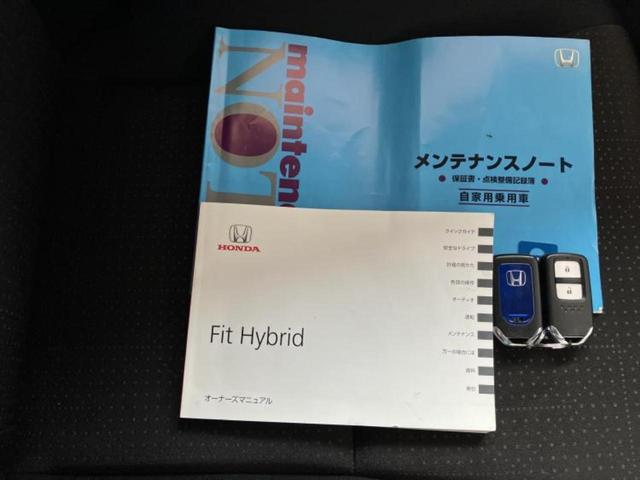 mainten
NOT
メンテナンスノート
● 保証書・点検整備記録簿 ●
自家用乗用車
HONDA
Fit Hybrid
オーナーズマニュアル
クイックガイド
安全なドライブ
計器の見かた
各部の操作
オーディオ
運転
メンテナンス
万一の場合には
資料
索引